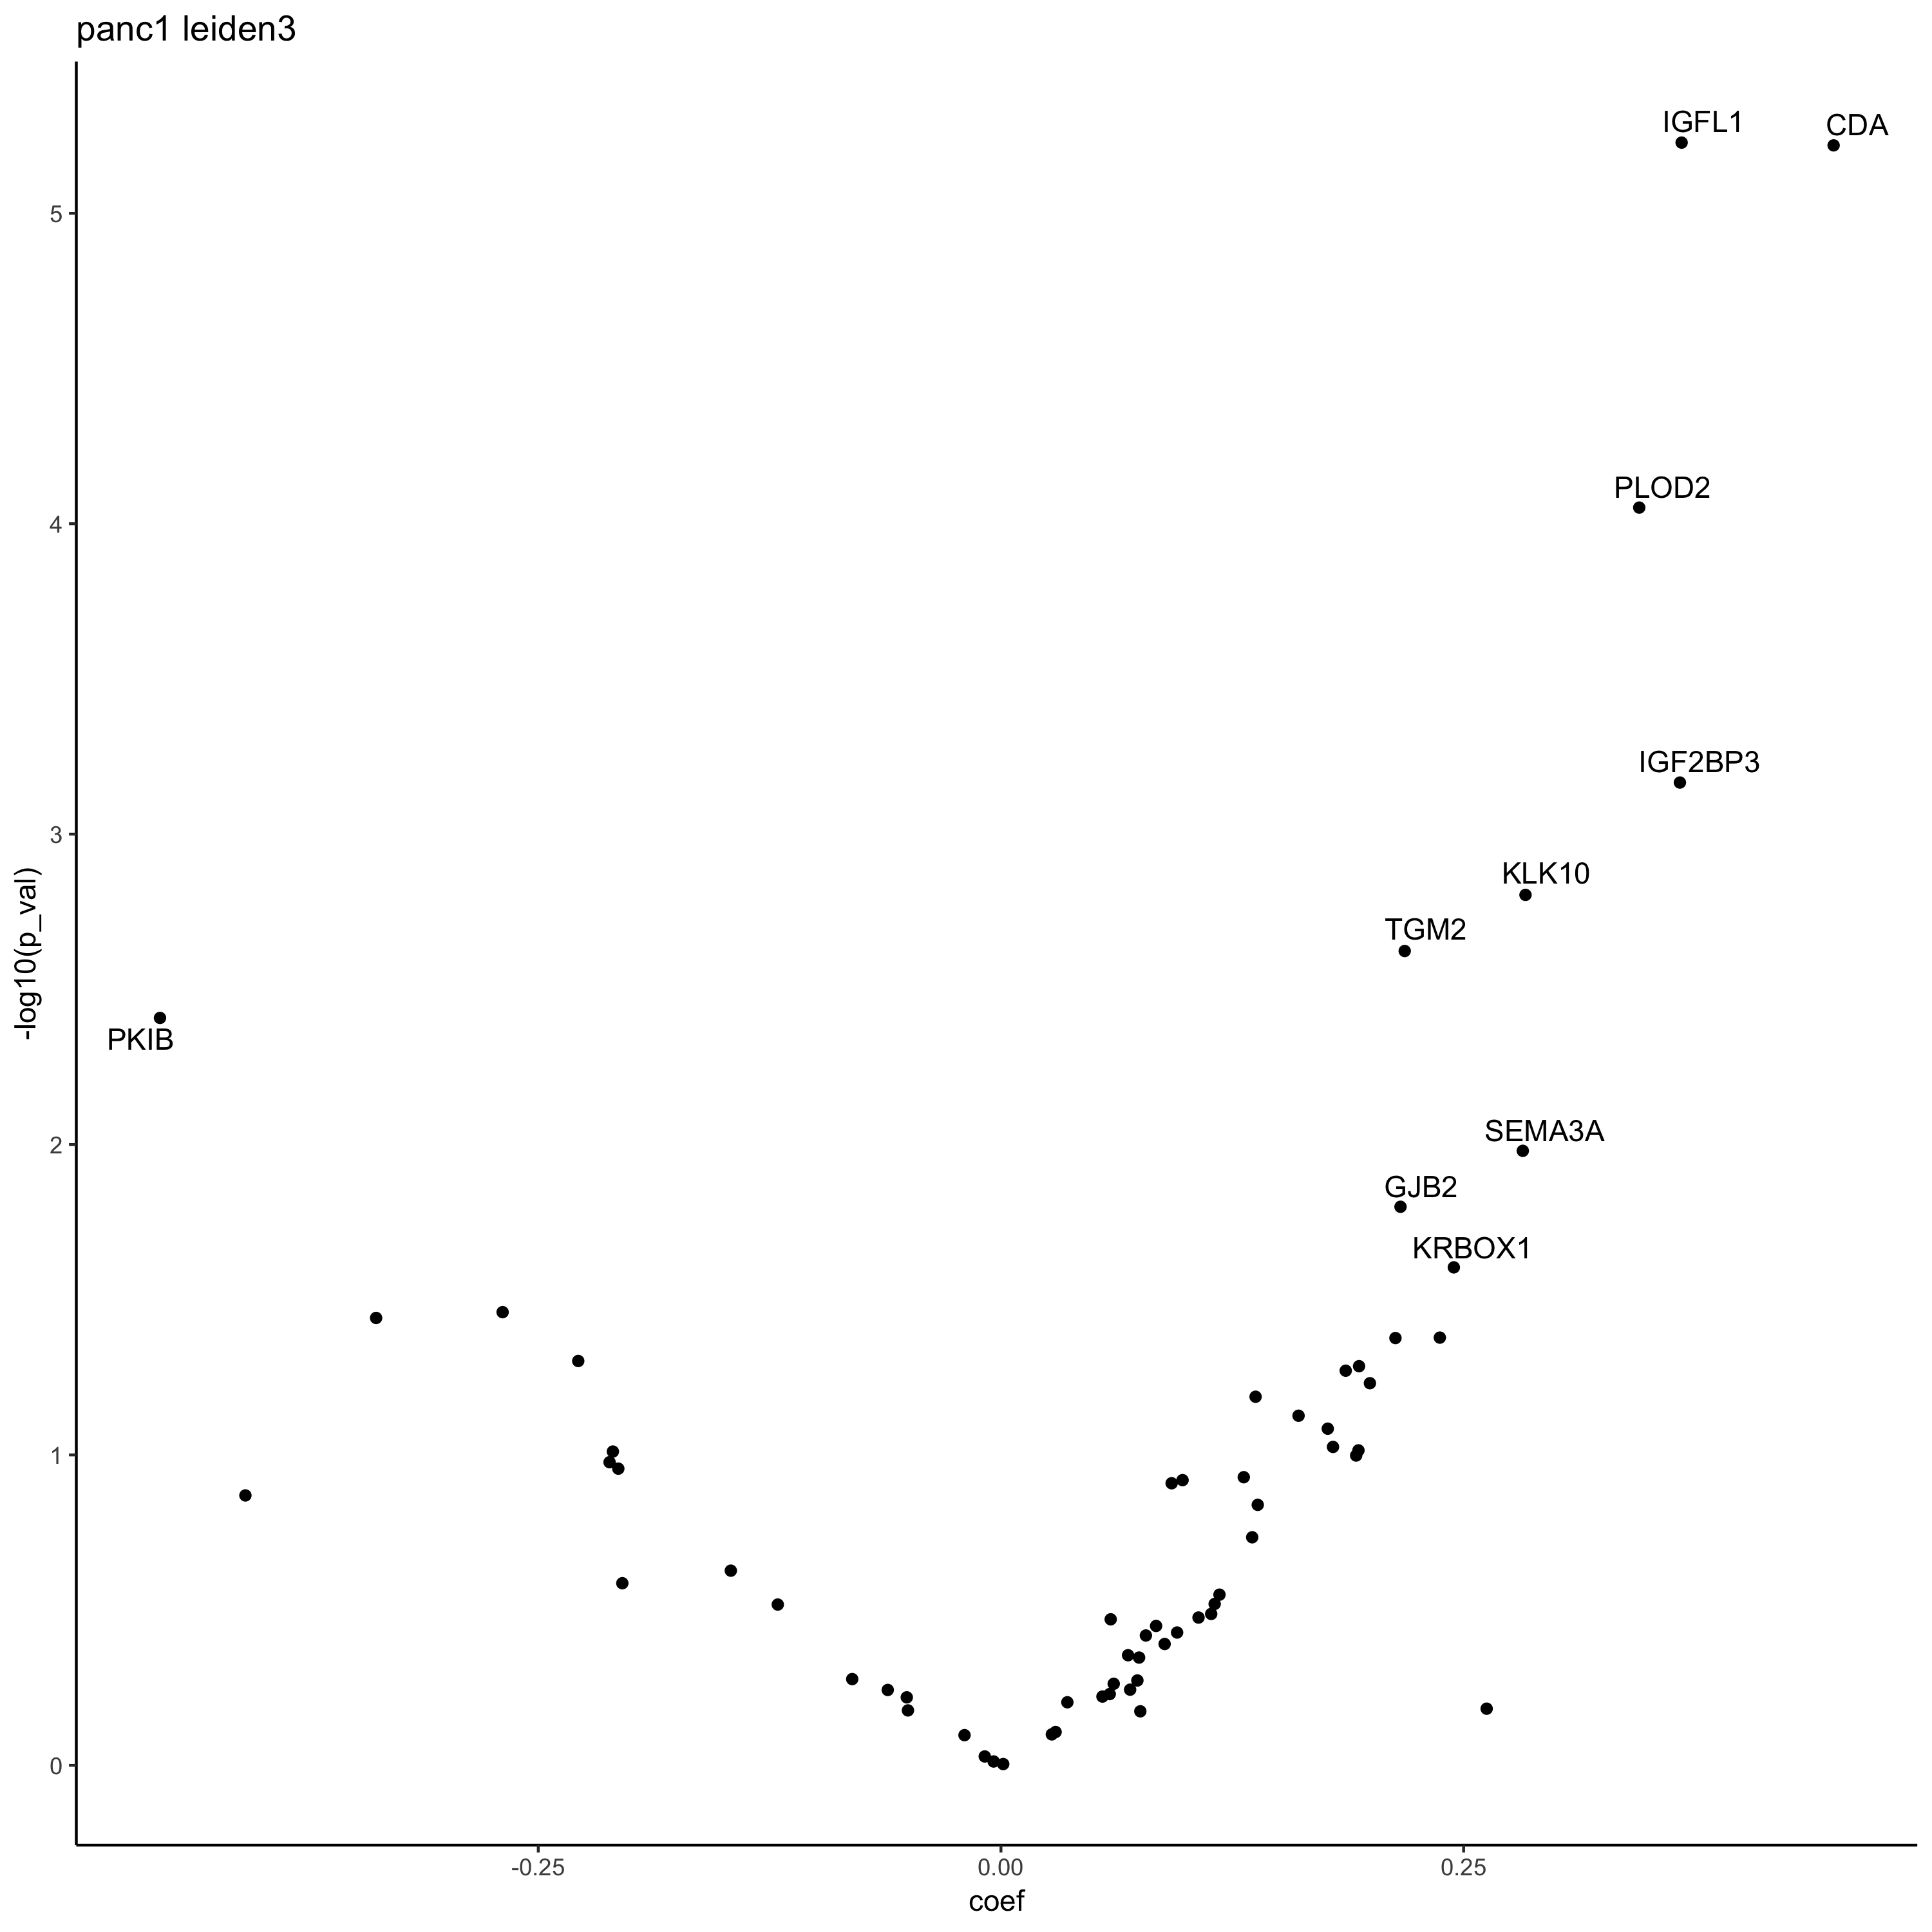 panc1 leiden3
IGFL1
CDA
5
PLOD2
4
IGF2BP3
3
KLK10
TGM2
-log10(p_val)
PKIB
2
SEMA3A
GJB2
KRBOX1
1
0
-0.25
0.00
0.25
coef